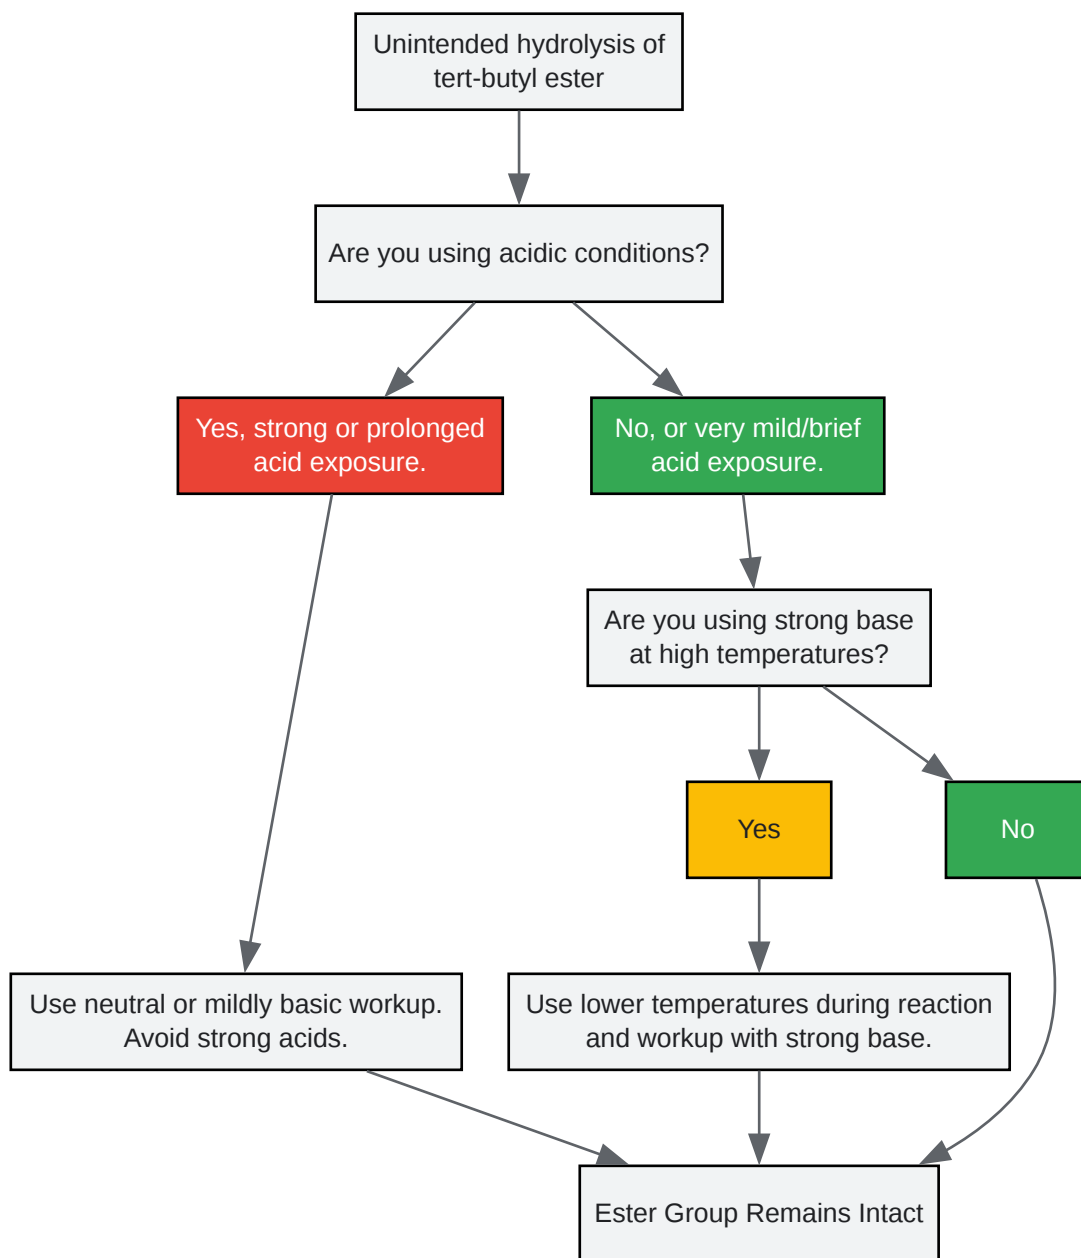 Unintended hydrolysis of
tert-butyl ester
Are you using acidic conditions?
Yes, strong or prolonged
acid exposure.
No, or very mild/brief
acid exposure.
Are you using strong base
at high temperatures?
Yes
No
Use neutral or mildly basic workup.
Avoid strong acids.
Use lower temperatures during reaction
and workup with strong base.
Ester Group Remains Intact